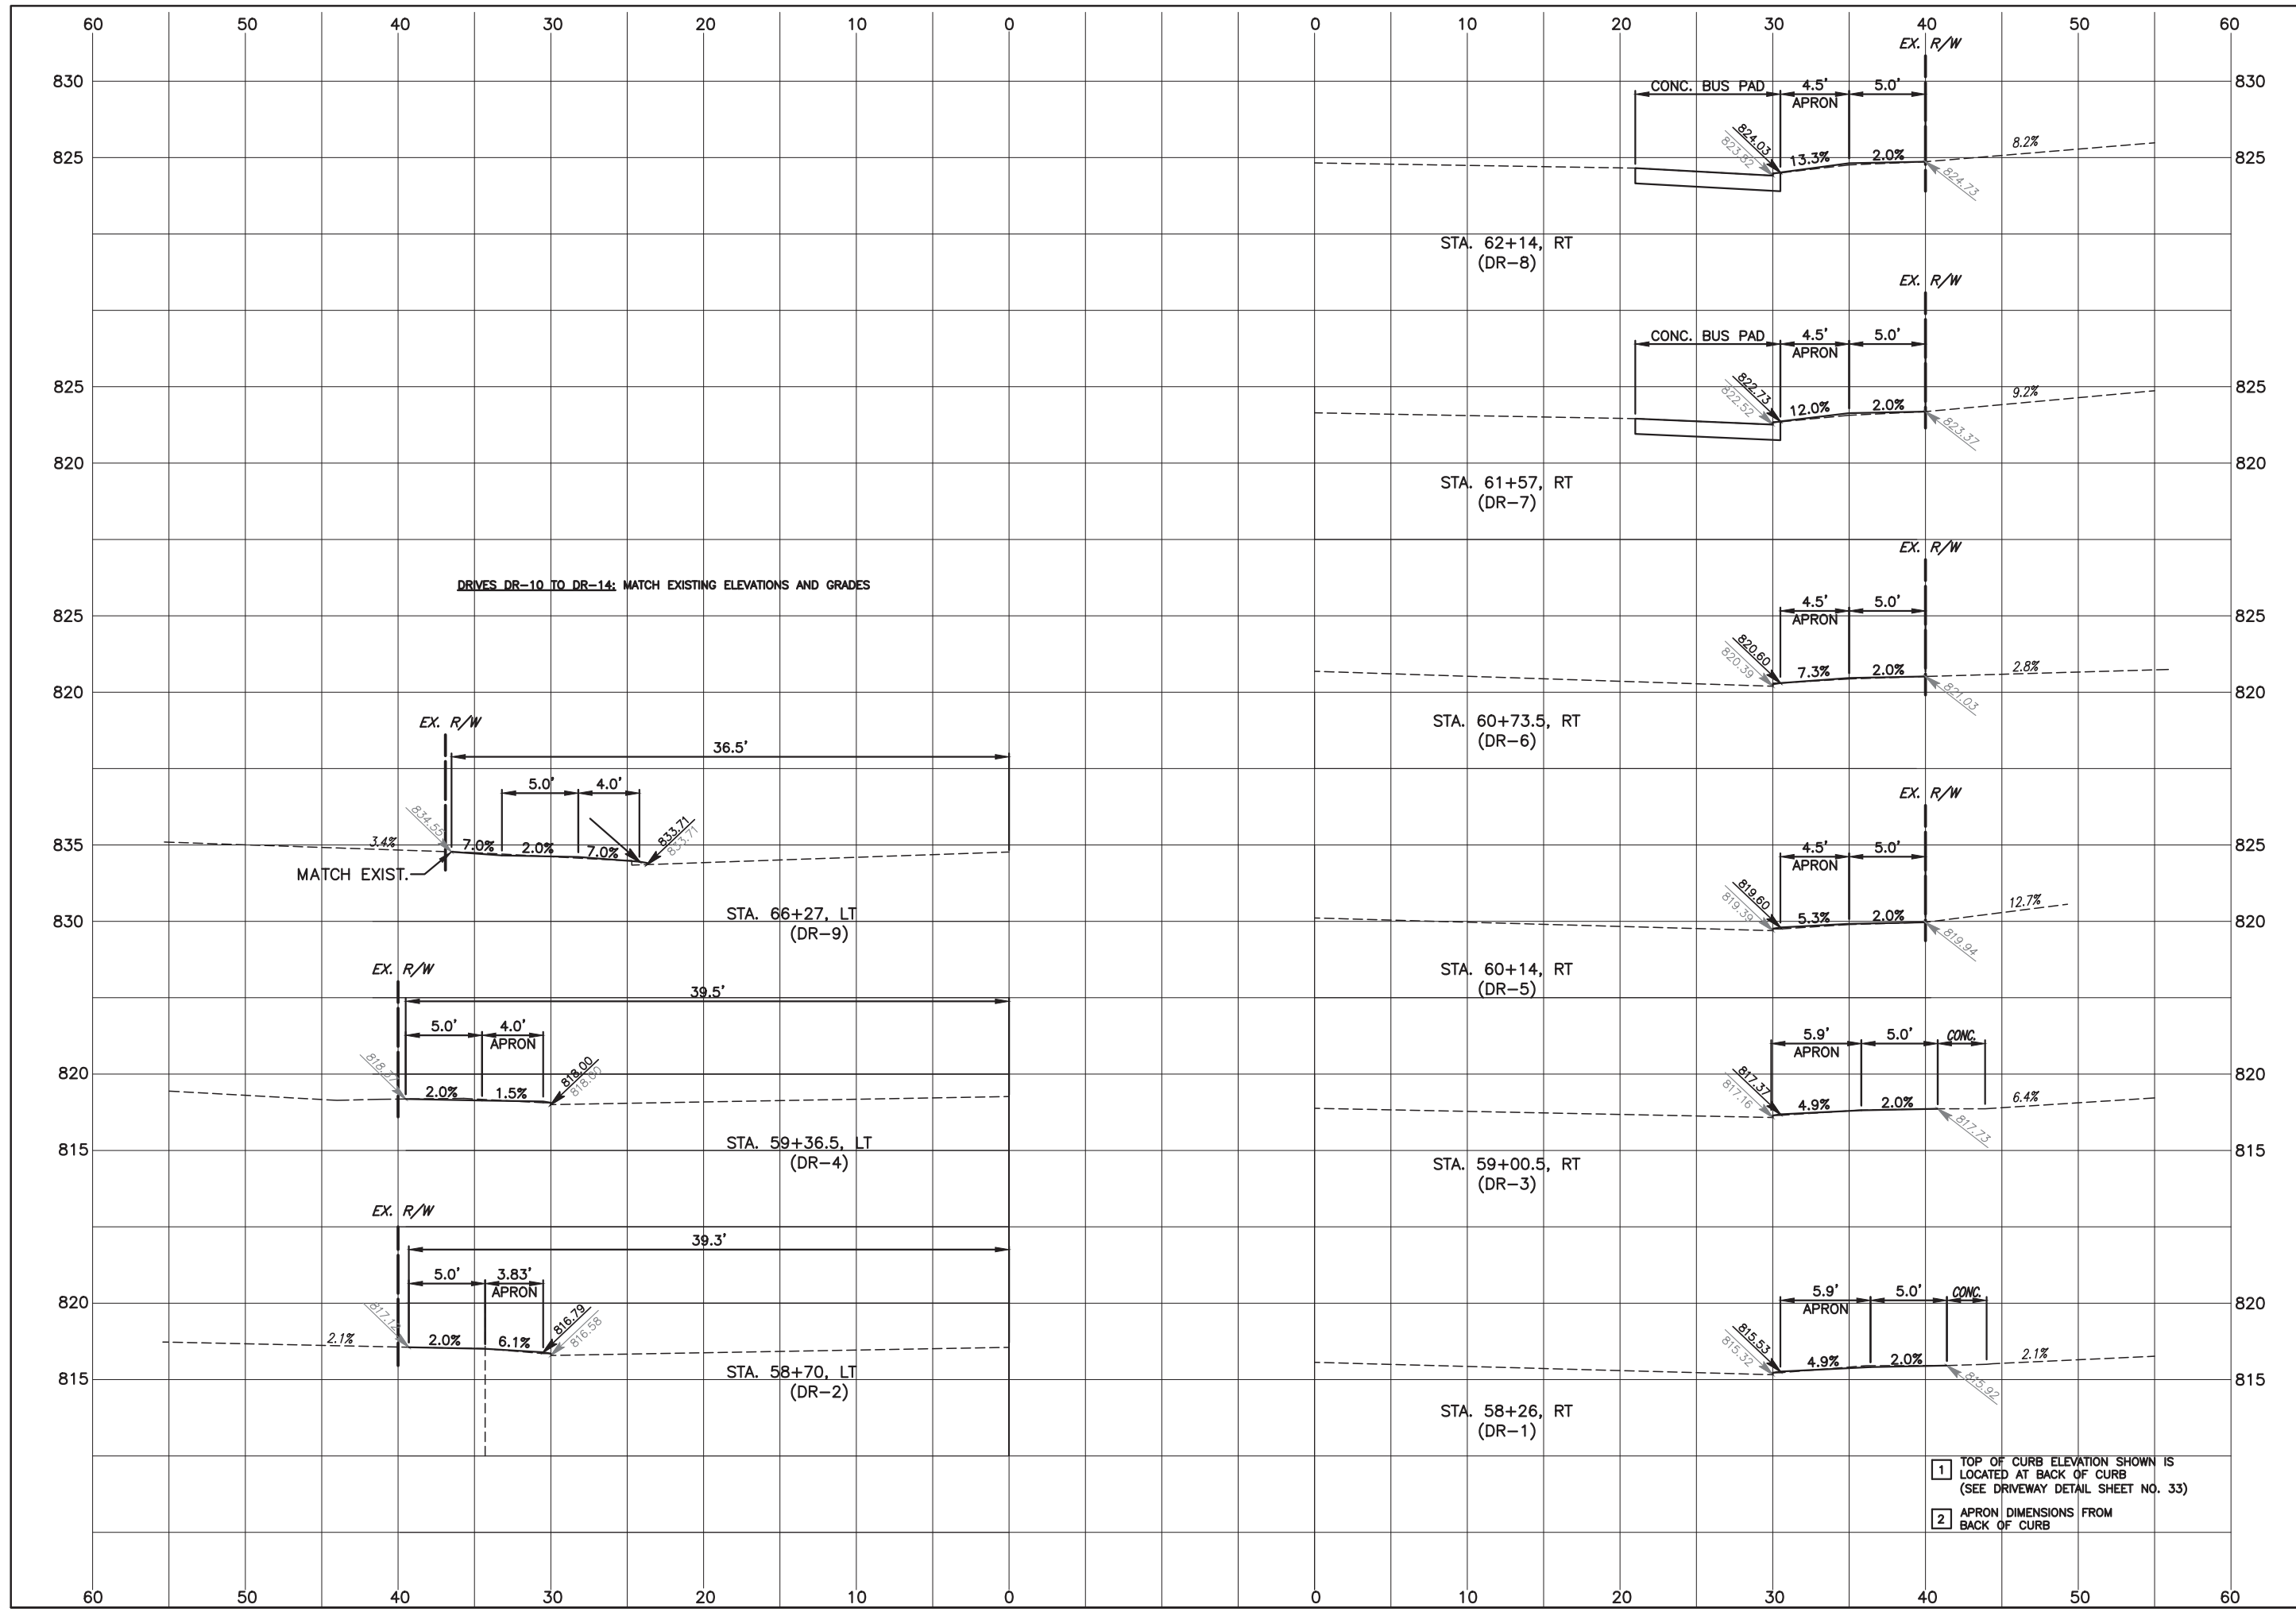 60 50 40 30 20 10 0 0 10 20 30 40 50 60
EX. R/W
830 830
CONC. BUS PAD 4.5' 5.0'
APRON
824.03
823.82
13.3% 2.0% 8.2%
825 825
824.73
STA. 62+14, RT
(DR-8)
EX. R/W
CONC. BUS PAD 4.5' 5.0'
APRON
822.73
822.52
12.0% 2.0% 9.2%
825 825
823.37
820 820
STA. 61+57, RT
(DR-7)
EX. R/W
DRIVES DR-10 TO DR-14: MATCH EXISTING ELEVATIONS AND GRADES
4.5' 5.0'
APRON
825 825
820.60
820.39
7.3% 2.0% 2.8%
820 820
821.03
STA. 60+73.5, RT
(DR-6)
EX. R/W
36.5'
5.0' 4.0'
834.55
833.71
833.71
3.4% 7.0% 2.0% 7.0%
835
MATCH EXIST.
830
STA. 66+27, LT
(DR-9)
EX. R/W
4.5' 5.0'
APRON
825
819.60
819.39
5.3% 2.0% 12.7%
820
819.94
STA. 60+14, RT
(DR-5)
EX. R/W
39.5'
5.0' 4.0'
APRON
818.00
818.00
820
2.0% 1.5%
815
STA. 59+36.5, LT
(DR-4)
5.9' 5.0' CONC.
APRON
817.37
817.16
820
4.9% 2.0% 6.4%
817.73
815
STA. 59+00.5, RT
(DR-3)
EX. R/W
39.3'
5.0' 3.83'
APRON
816.79
816.58
820
817.12
2.1% 2.0% 6.1%
815
STA. 58+70, LT
(DR-2)
5.9' 5.0' CONC.
APRON
820
815.53
815.32
4.9% 2.0% 2.1%
815.92
815
STA. 58+26, RT
(DR-1)
1 TOP OF CURB ELEVATION SHOWN IS
LOCATED AT BACK OF CURB
(SEE DRIVEWAY DETAIL SHEET NO. 33)
2 APRON DIMENSIONS FROM
BACK OF CURB
60 50 40 30 20 10 0 0 10 20 30 40 50 60